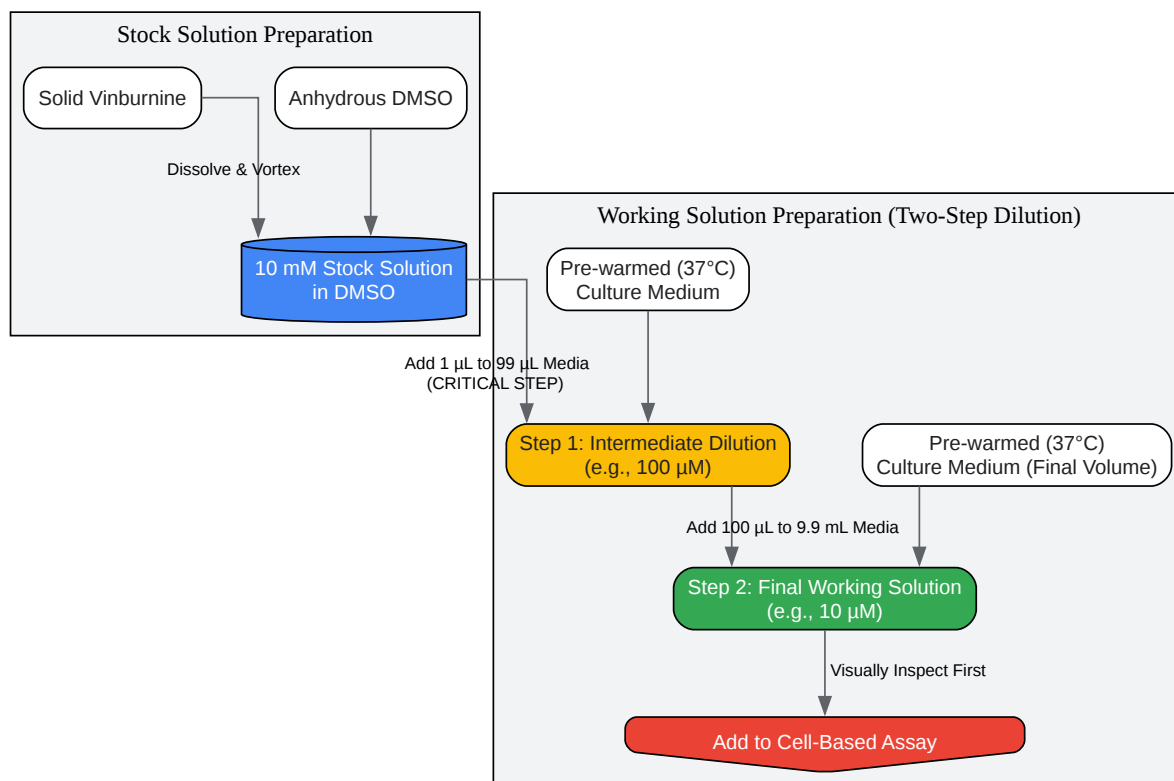 Stock Solution Preparation
Solid Vinburnine
Anhydrous DMSO
Dissolve & Vortex
10 mM Stock Solution
in DMSO
Working Solution Preparation (Two-Step Dilution)
Pre-warmed (37°C)
Culture Medium
Add 1 µL to 99 µL Media
(CRITICAL STEP)
Step 1: Intermediate Dilution
(e.g., 100 µM)
Pre-warmed (37°C)
Culture Medium (Final Volume)
Add 100 µL to 9.9 mL Media
Step 2: Final Working Solution
(e.g., 10 µM)
Visually Inspect First
Add to Cell-Based Assay